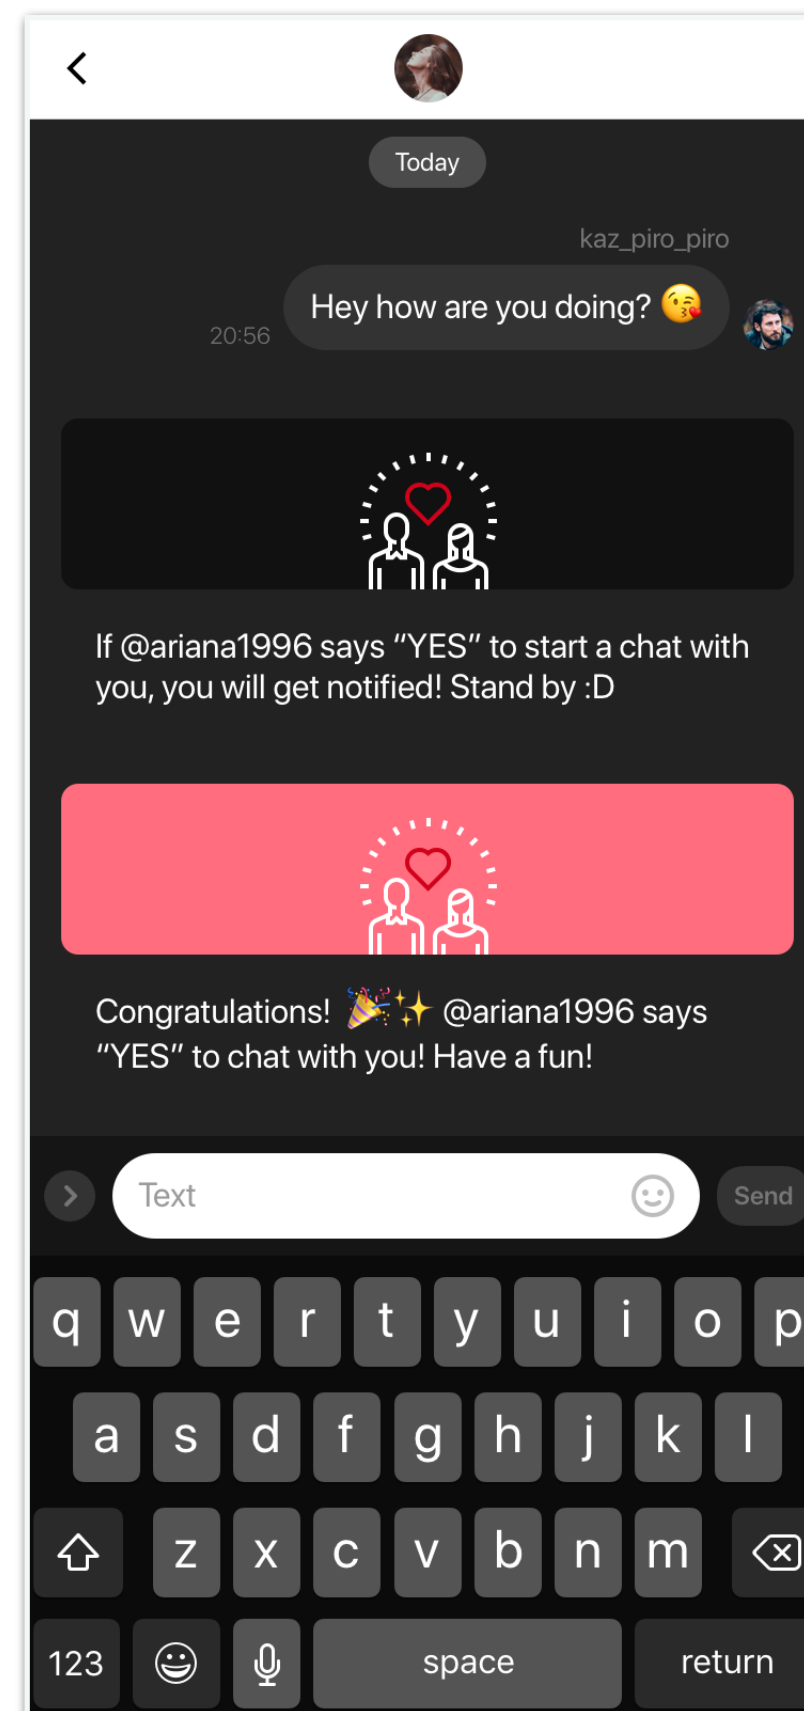 Today
kaz_piro_piro
Hey how are you doing? 😘
20:56
If @ariana1996 says “YES” to start a chat with
you, you will get notified! Stand by :D
Congratulations! 🎉✨ @ariana1996 says
“YES” to chat with you! Have a fun!
Text
Send
q w e r t y u i o p
a s d f g h j k l
z x c v b n m
123 space return